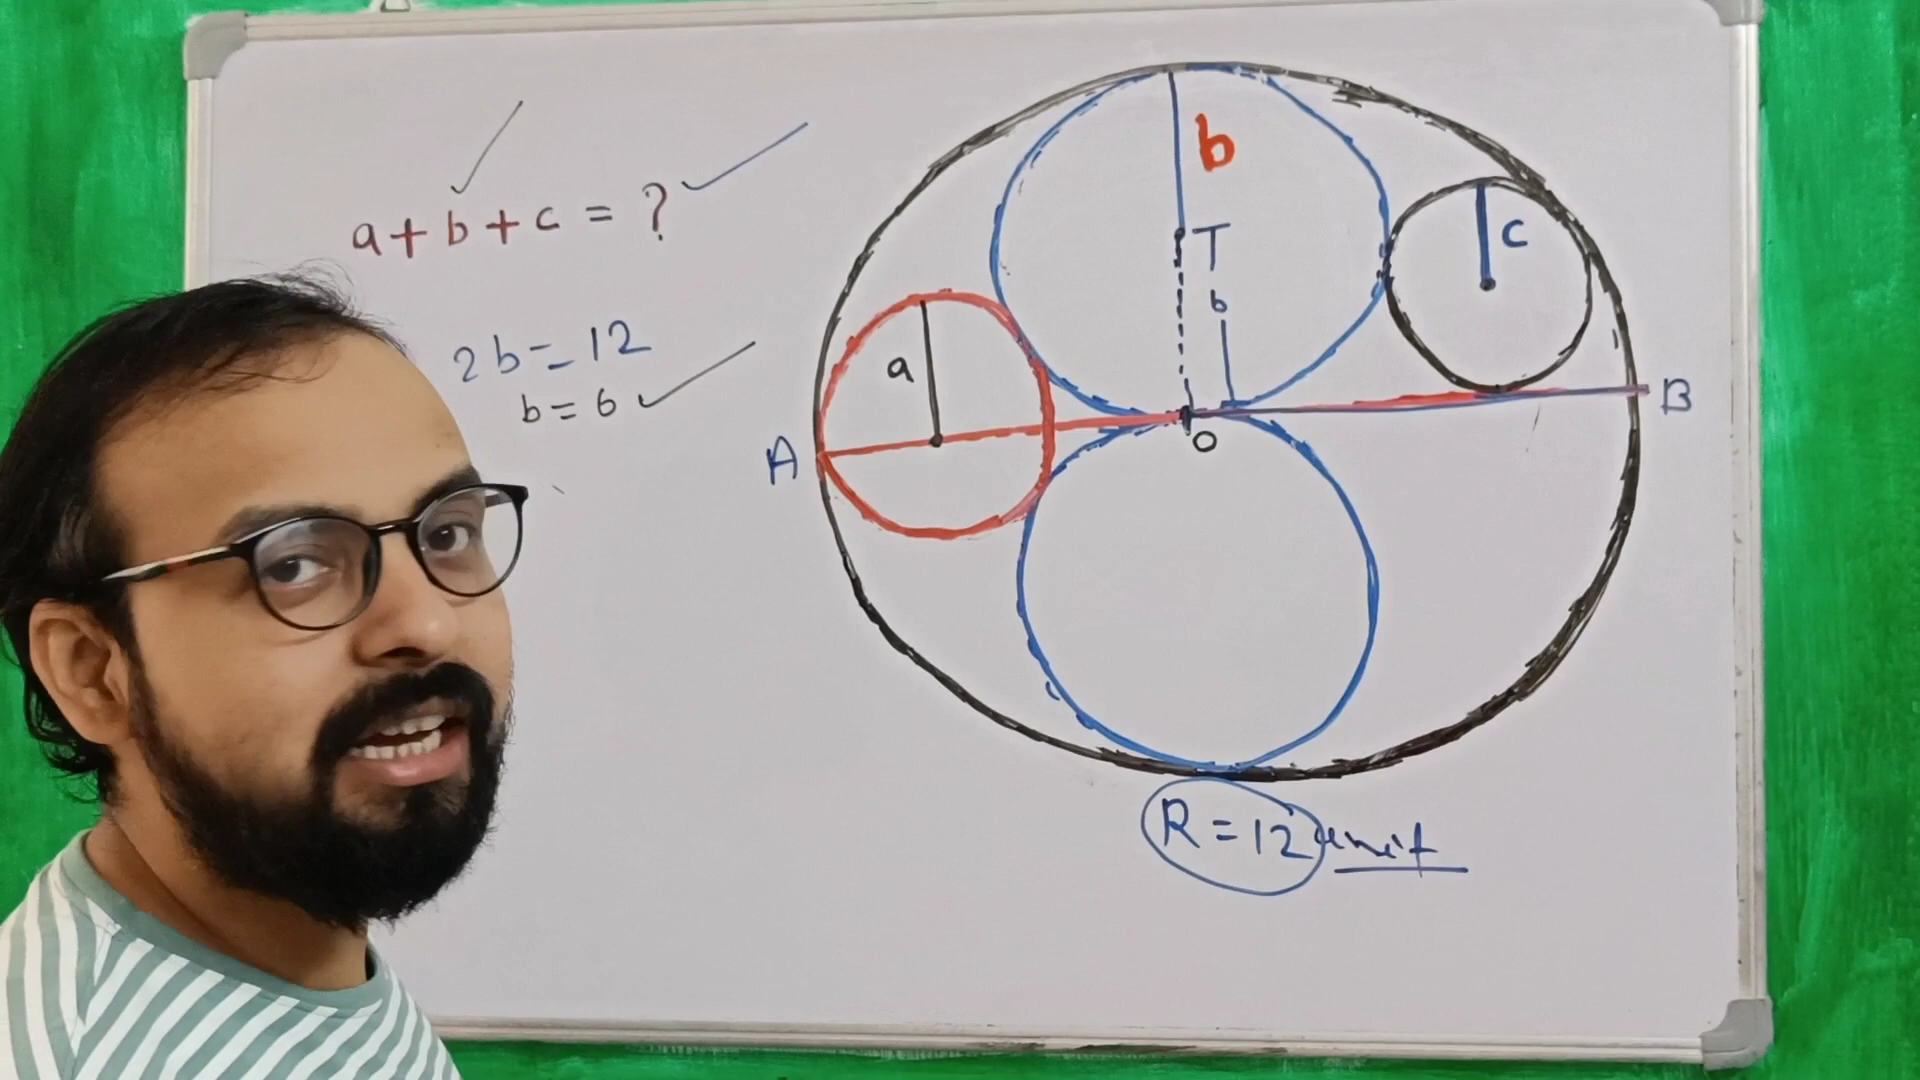 a + b + c = ?
2b = 12
b = 6
b
T
c
b
a
A
O
B
R = 12 unit